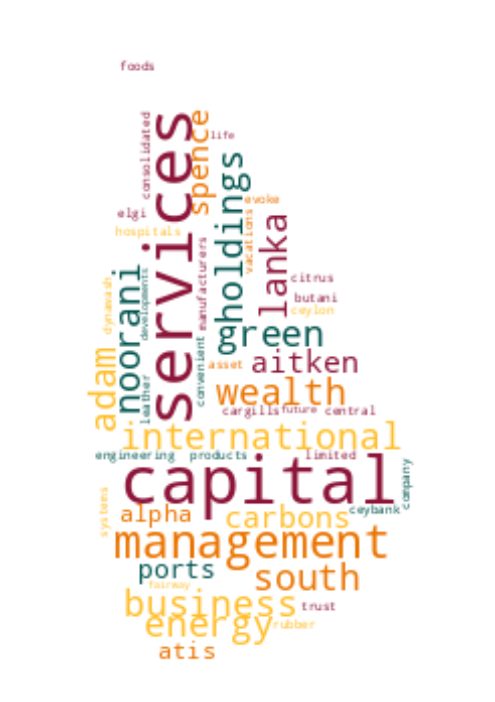 foods
services
consolidated
spence
life
holdings
evoke
vacations
elgi
lanka
hospitals
manufacturers
noorani
developments
dynawash
citrus
butani
ceylon
green
convenient
adam
asset
aitken
leather
wealth
cargills
future
central
international
engineering
products
limited
company
capital
systems
alpha
carbons
ceybank
management
ports
south
fairway
business
trust
energy
rubber
atis